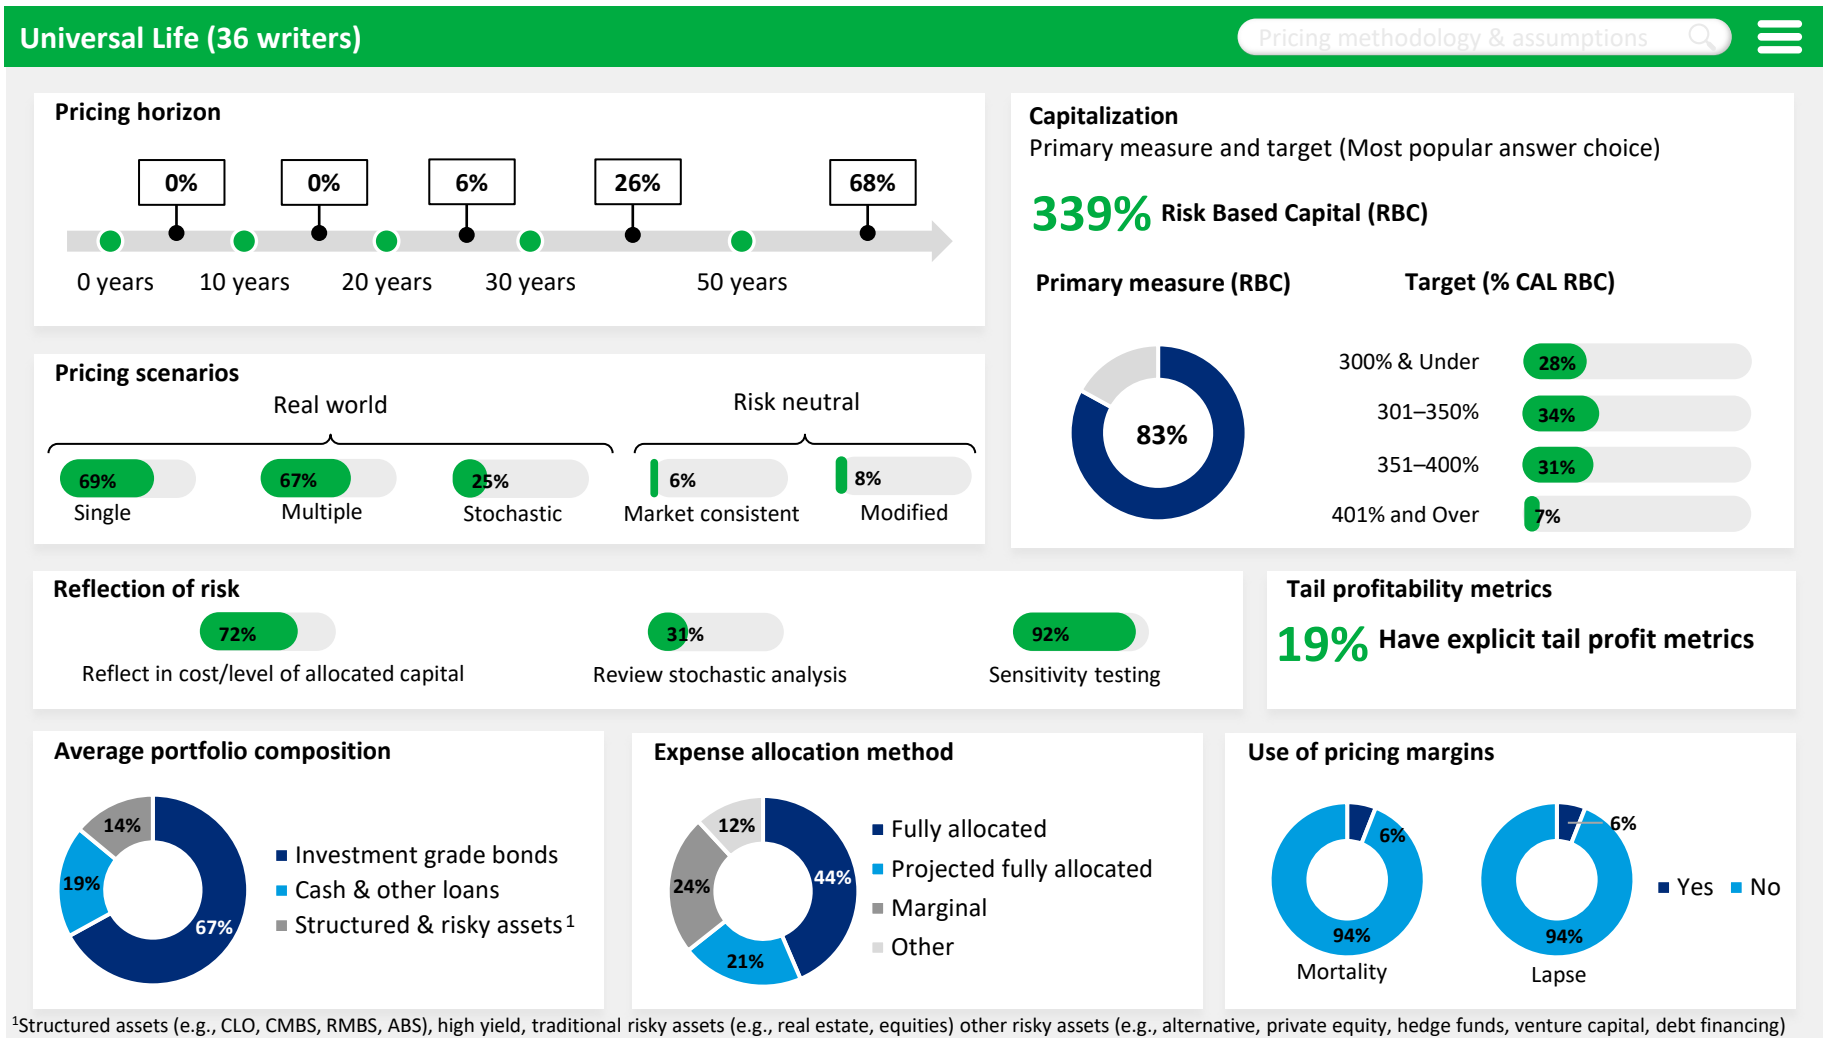 Universal Life (36 writers)
Pricing methodology & assumptions
Pricing horizon
0%
0%
6%
26%
68%
0 years
10 years
20 years
30 years
50 years
Capitalization
Primary measure and target (Most popular answer choice)
339% Risk Based Capital (RBC)
Primary measure (RBC)
83%
Target (% CAL RBC)
300% & Under 28%
301–350% 34%
351–400% 31%
401% and Over 7%
Pricing scenarios
Real world
Risk neutral
69%
67%
25%
6%
8%
Single
Multiple
Stochastic
Market consistent
Modified
Reflection of risk
72%
31%
92%
Reflect in cost/level of allocated capital
Review stochastic analysis
Sensitivity testing
Tail profitability metrics
19% Have explicit tail profit metrics
Average portfolio composition
14%
19%
67%
Investment grade bonds
Cash & other loans
Structured & risky assets¹
Expense allocation method
12%
44%
24%
21%
Fully allocated
Projected fully allocated
Marginal
Other
Use of pricing margins
6%
94%
Mortality
6%
94%
Lapse
Yes
No
¹Structured assets (e.g., CLO, CMBS, RMBS, ABS), high yield, traditional risky assets (e.g., real estate, equities) other risky assets (e.g., alternative, private equity, hedge funds, venture capital, debt financing)